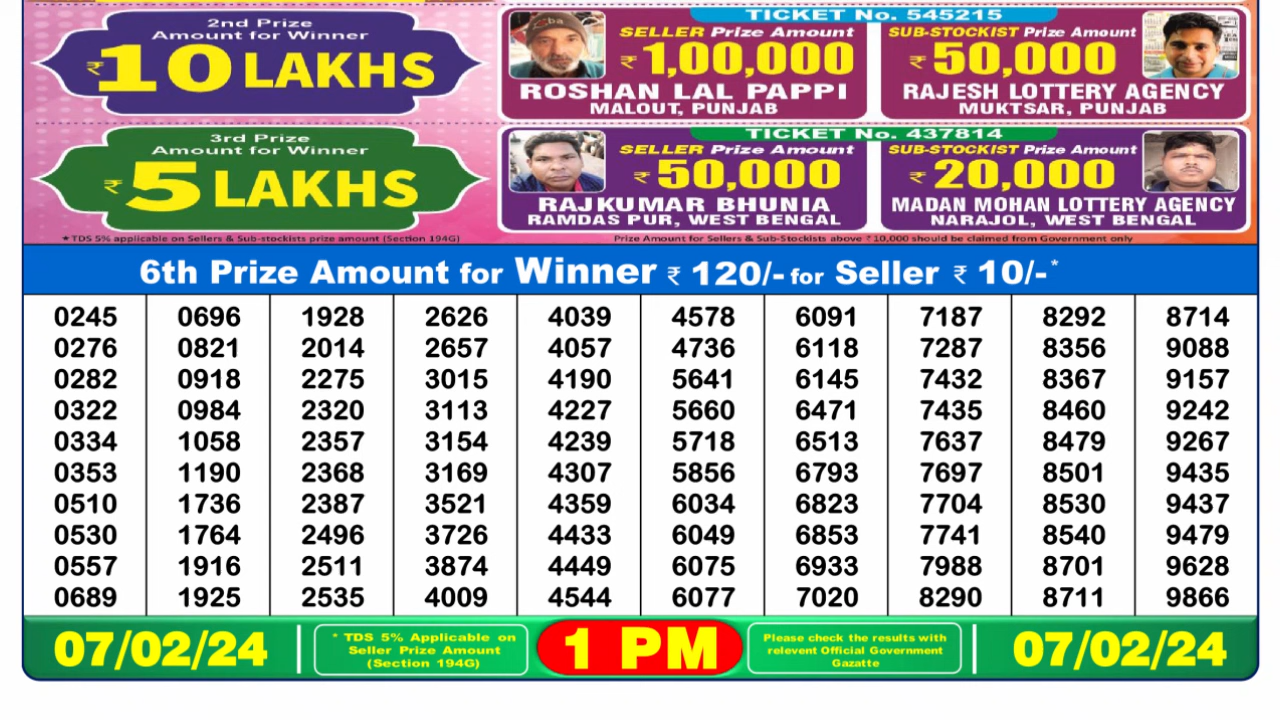 2nd Prize
Amount for Winner
₹10 LAKHS
TICKET No. 545215
SELLER Prize Amount
₹1,00,000
ROSHAN LAL PAPPI
MALOUT, PUNJAB
SUB-STOCKIST Prize Amount
₹50,000
RAJESH LOTTERY AGENCY
MUKTSAR, PUNJAB
3rd Prize
Amount for Winner
₹5 LAKHS
TICKET No. 437814
SELLER Prize Amount
₹50,000
RAJKUMAR BHUNIA
RAMDAS PUR, WEST BENGAL
SUB-STOCKIST Prize Amount
₹20,000
MADAN MOHAN LOTTERY AGENCY
NARAJOL, WEST BENGAL
★TDS 5% applicable on Sellers & Sub-stockists prize amount (Section 194G)
Prize Amount for Sellers & Sub-Stockists above ₹10,000 should be claimed from Government only
6th Prize Amount for Winner ₹ 120/- for Seller ₹ 10/-*
0245 0696 1928 2626 4039 4578 6091 7187 8292 8714
0276 0821 2014 2657 4057 4736 6118 7287 8356 9088
0282 0918 2275 3015 4190 5641 6145 7432 8367 9157
0322 0984 2320 3113 4227 5660 6471 7435 8460 9242
0334 1058 2357 3154 4239 5718 6513 7637 8479 9267
0353 1190 2368 3169 4307 5856 6793 7697 8501 9435
0510 1736 2387 3521 4359 6034 6823 7704 8530 9437
0530 1764 2496 3726 4433 6049 6853 7741 8540 9479
0557 1916 2511 3874 4449 6075 6933 7988 8701 9628
0689 1925 2535 4009 4544 6077 7020 8290 8711 9866
07/02/24
* TDS 5% Applicable on
Seller Prize Amount
(Section 194G)
1 PM
Please check the results with
relevent Official Government
Gazatte
07/02/24